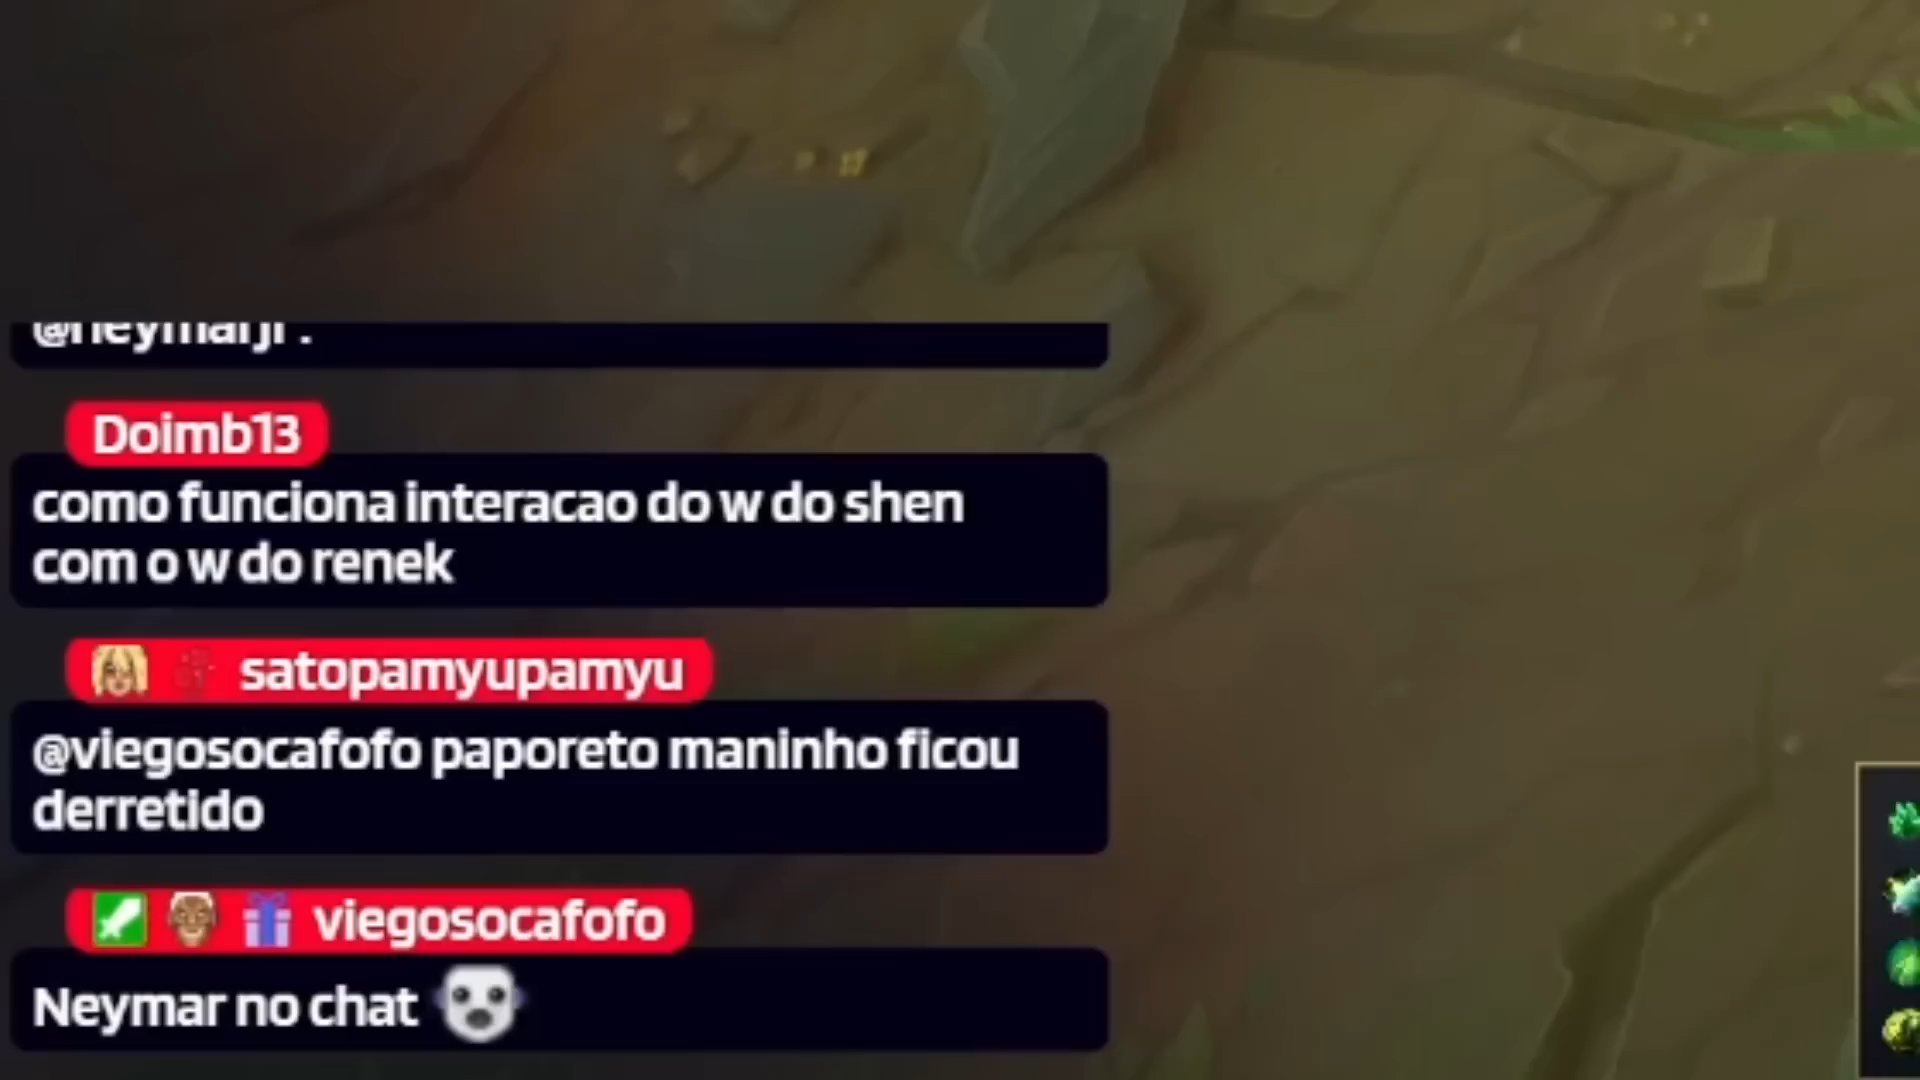 @neymarjr .
Doimb13
como funciona interacao do w do shen
com o w do renek
satopamyupamyu
@viegosocafofo paporeto maninho ficou
derretido
viegosocafofo
Neymar no chat